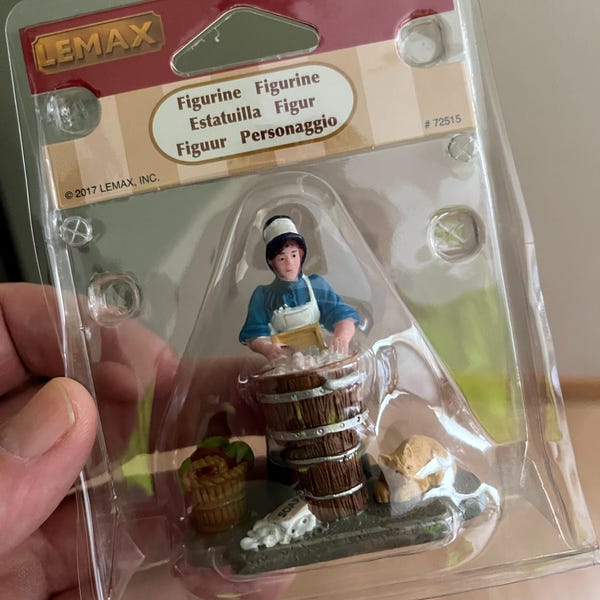 LEMAX
Figurine Figurine
Estatuilla Figur
Figuur Personaggio
# 72515
© 2017 LEMAX, INC.